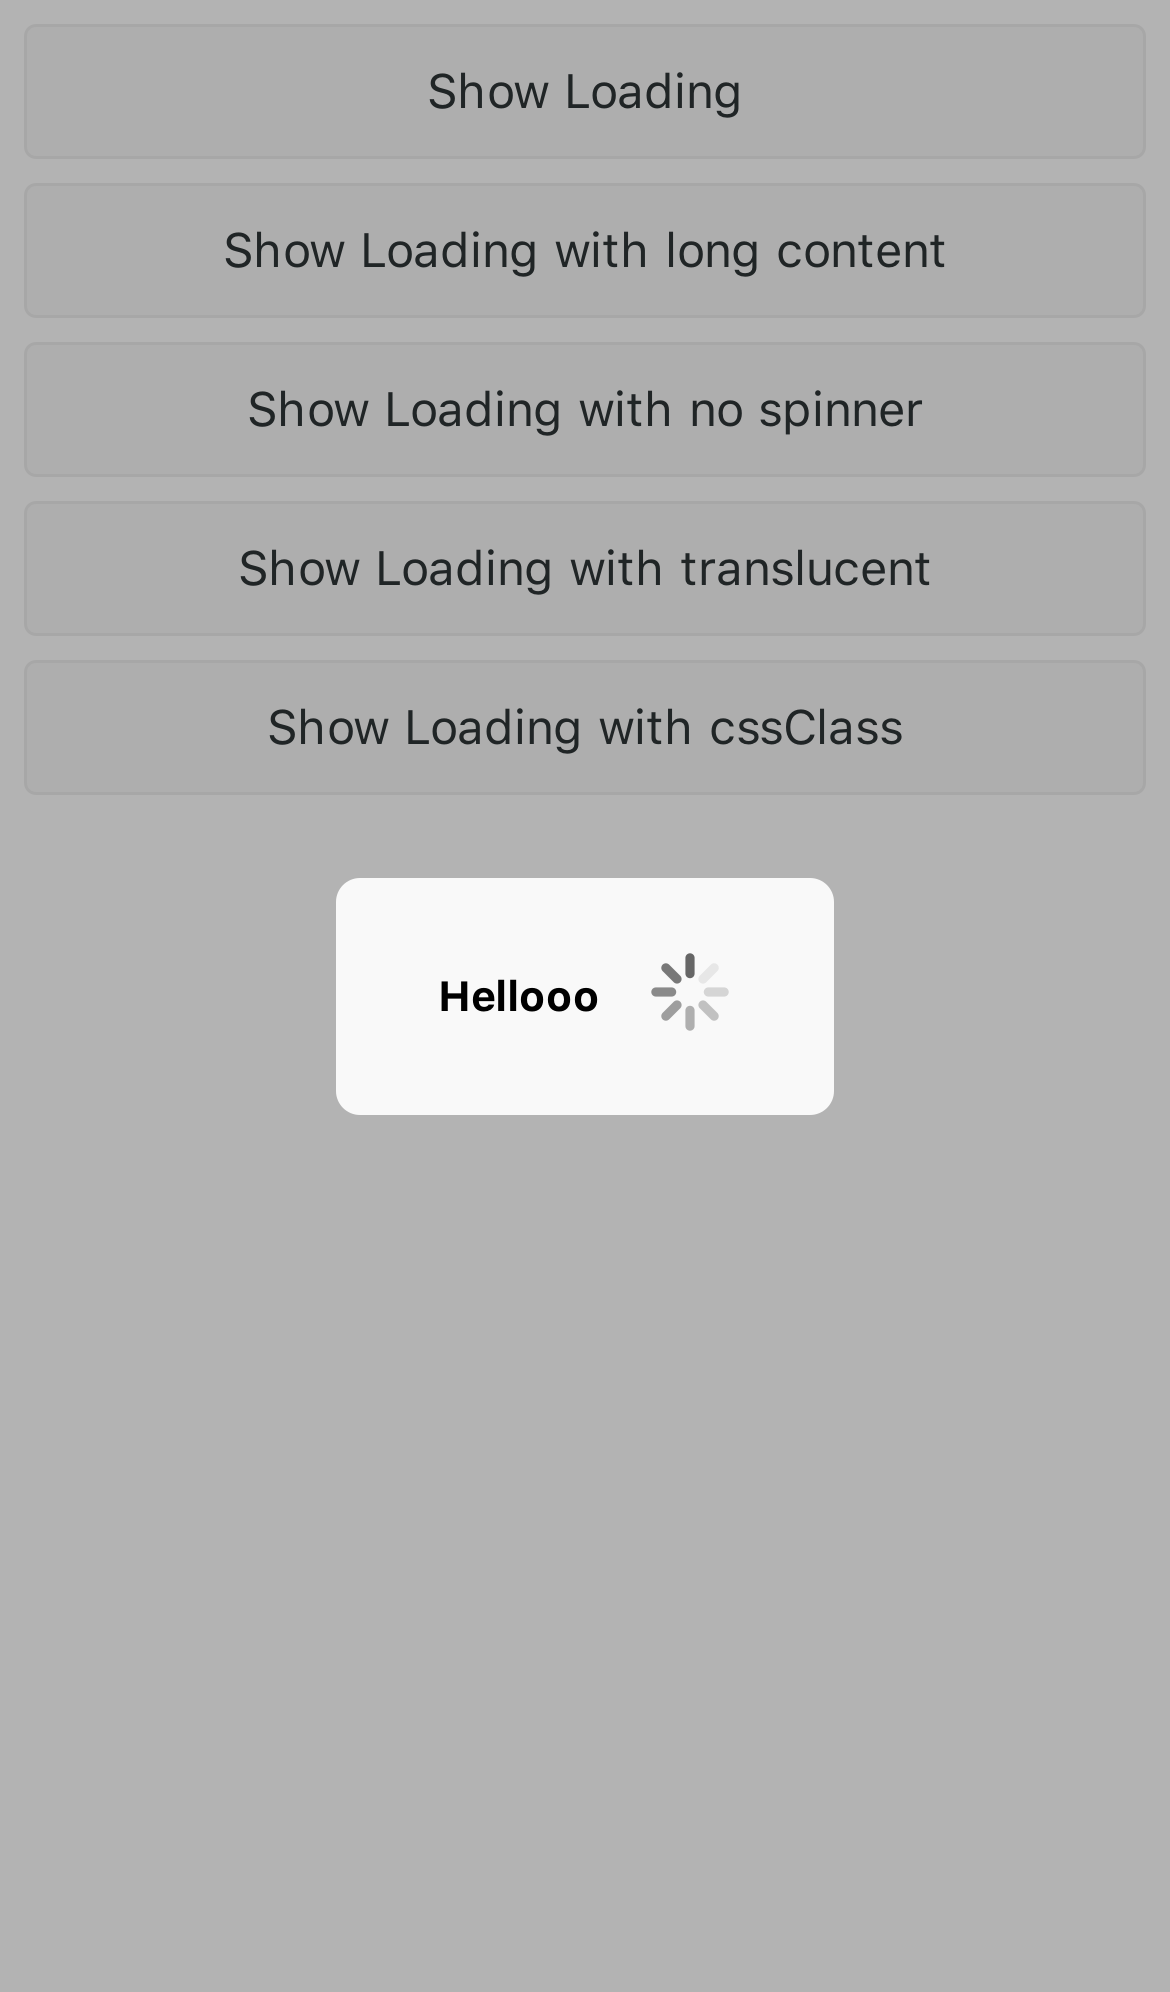 Show Loading
Show Loading with long content
Show Loading with no spinner
Show Loading with translucent
Show Loading with cssClass
Hellooo